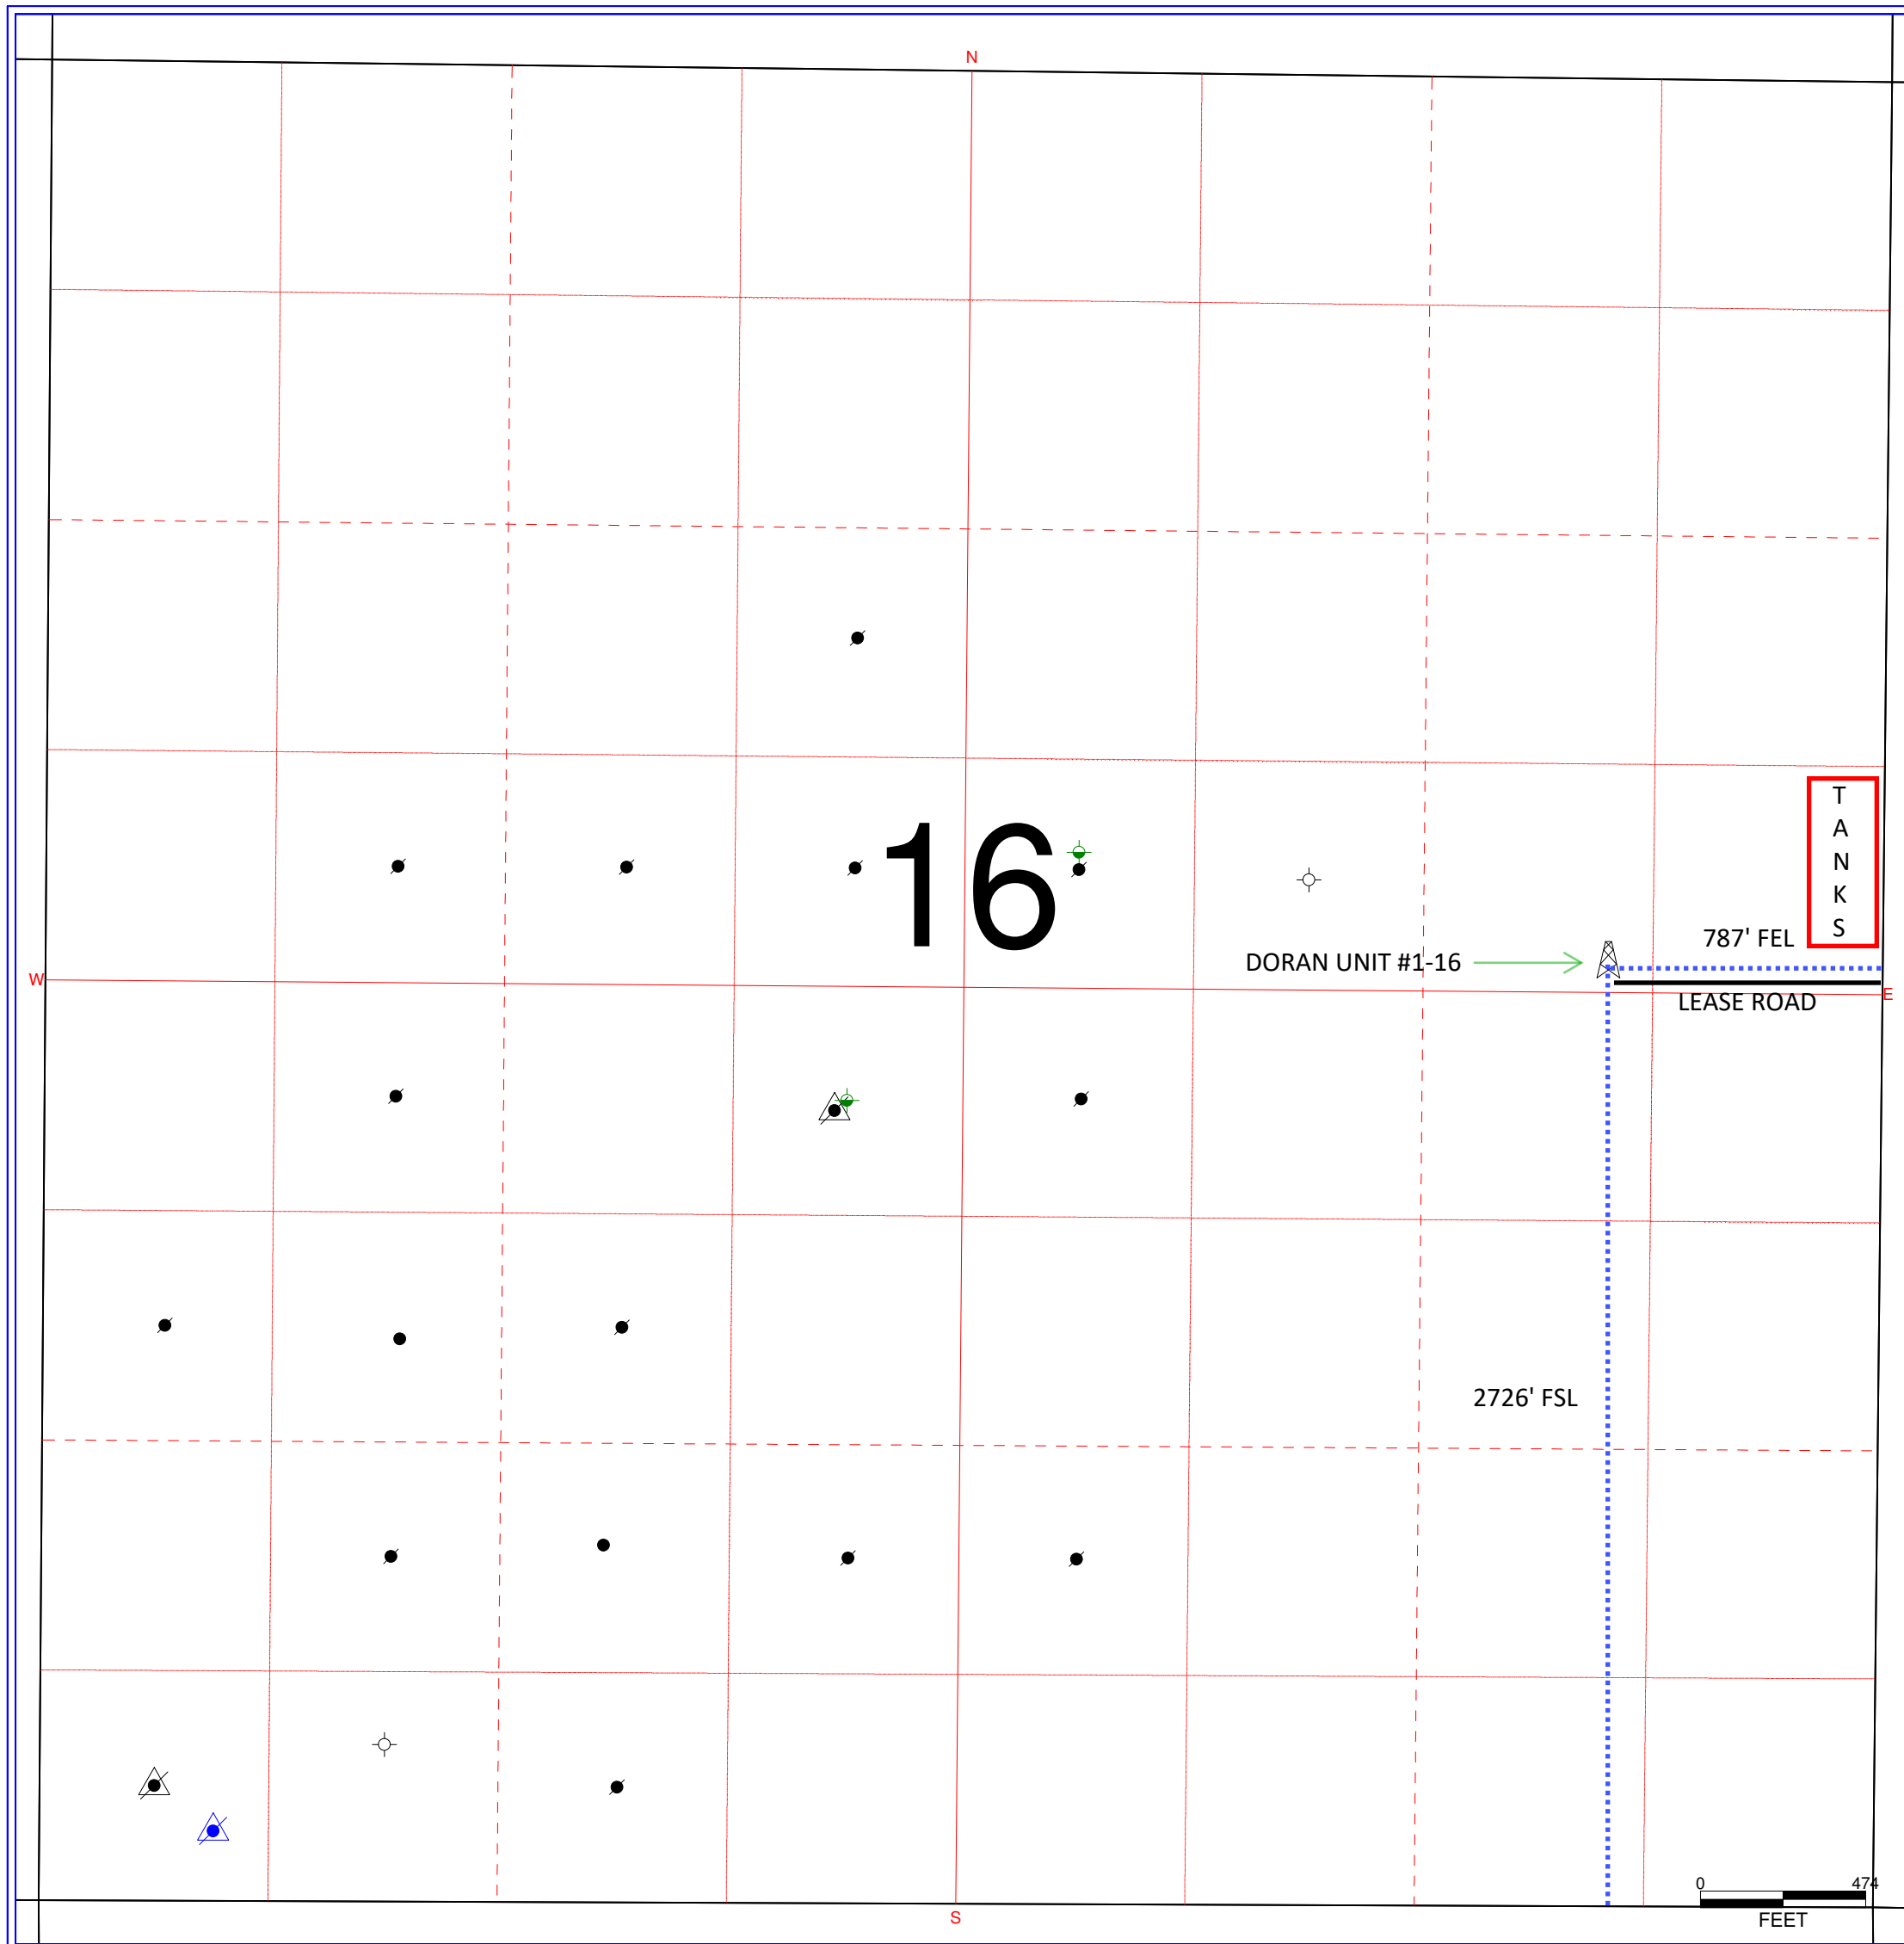 N
16
T
A
N
K
S
787' FEL
DORAN UNIT #1-16
W
E
LEASE ROAD
2726' FSL
0 474
FEET
S